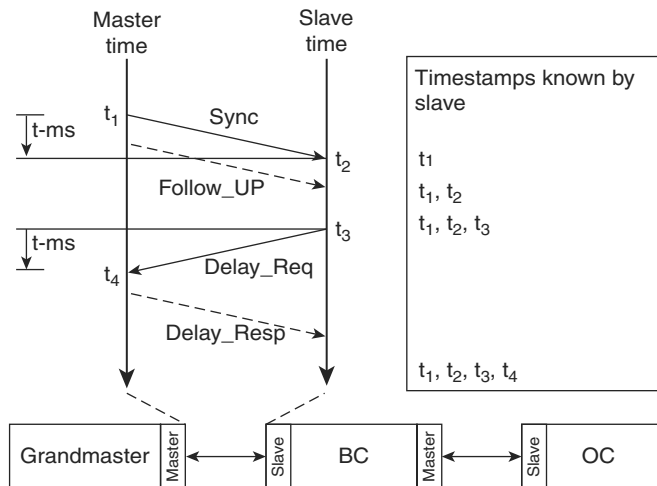 Master
time
Slave
time
Timestamps known by
slave
t1
t-ms
Sync
t2
t1
Follow_UP
t1, t2
t3
t1, t2, t3
t-ms
t4
Delay_Req
Delay_Resp
t1, t2, t3, t4
Grandmaster
Master
Slave
BC
Master
Slave
OC